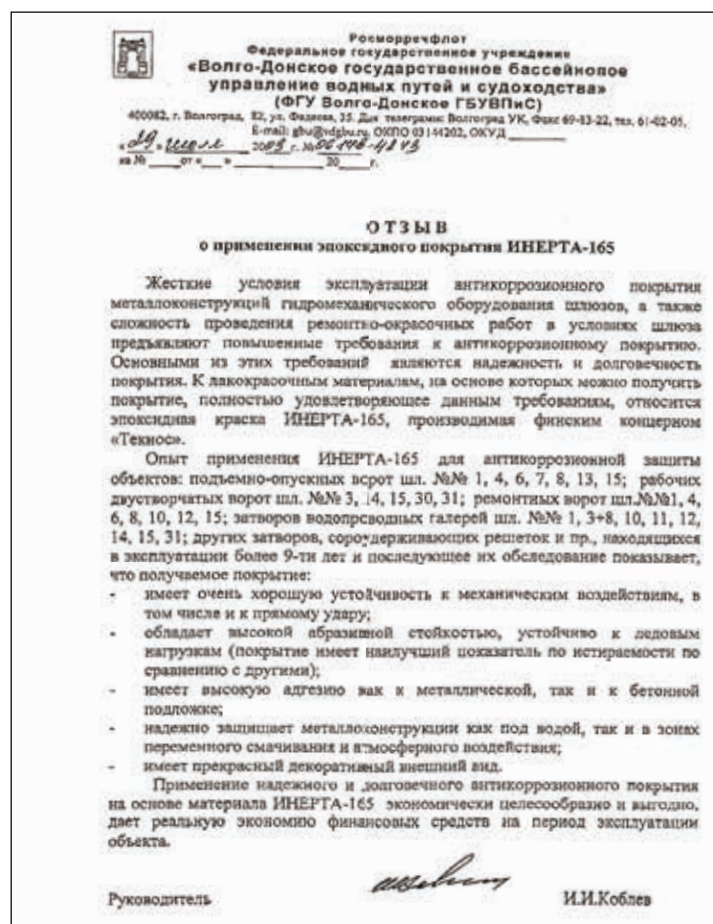 Росморречфлот
Федеральное государственное учреждение
«Волго-Донское государственное бассейновое
управление водных путей и судоходства»
(ФГУ Волго-Донское ГБУВПиС)
400082, г. Волгоград, 82, ул. Фадеева, 35. Для телеграмм: Волгоград УК, Факс 69-83-22, тел. 61-02-05,
E-mail: gbu@vdgbu.ru, ОКПО 03144202, ОКУД ______
«29» июля 2003 г. №
на № ____ от «__» ______ 20__ г.
ОТЗЫВ
о применении эпоксидного покрытия ИНЕРТА-165
Жесткие условия эксплуатации антикоррозионного покрытия
металлоконструкций гидромеханического оборудования шлюзов, а также
сложность проведения ремонтно-окрасочных работ в условиях шлюза
предъявляют повышенные требования к антикоррозионному покрытию.
Основными из этих требований являются надежность и долговечность
покрытия. К лакокрасочным материалам, на основе которых можно получить
покрытие, полностью удовлетворяющее данным требованиям, относится
эпоксидная краска ИНЕРТА-165, производимая финским концерном
«Текнос».
Опыт применения ИНЕРТА-165 для антикоррозионной защиты
объектов: подъемно-опускных ворот шл. №№ 1, 4, 6, 7, 8, 13, 15; рабочих
двустворчатых ворот шл. №№ 3, 14, 15, 30, 31; ремонтных ворот шл.№№1, 4,
6, 8, 10, 12, 15; затворов водопроводных галерей шл. №№ 1, 3÷8, 10, 11, 12,
14, 15, 31; других затворов, сороудерживающих решеток и пр., находящихся
в эксплуатации более 9-ти лет и последующее их обследование показывает,
что получаемое покрытие:
- имеет очень хорошую устойчивость к механическим воздействиям, в
том числе и к прямому удару;
- обладает высокой абразивной стойкостью, устойчиво к ледовым
нагрузкам (покрытие имеет наилучший показатель по истираемости по
сравнению с другими);
- имеет высокую адгезию как к металлической, так и к бетонной
подложке;
- надежно защищает металлоконструкции как под водой, так и в зонах
переменного смачивания и атмосферного воздействия;
- имеет прекрасный декоративный внешний вид.
Применение надежного и долговечного антикоррозионного покрытия
на основе материала ИНЕРТА-165 экономически целесообразно и выгодно,
дает реальную экономию финансовых средств на период эксплуатации
объекта.
Руководитель И.И.Коблев